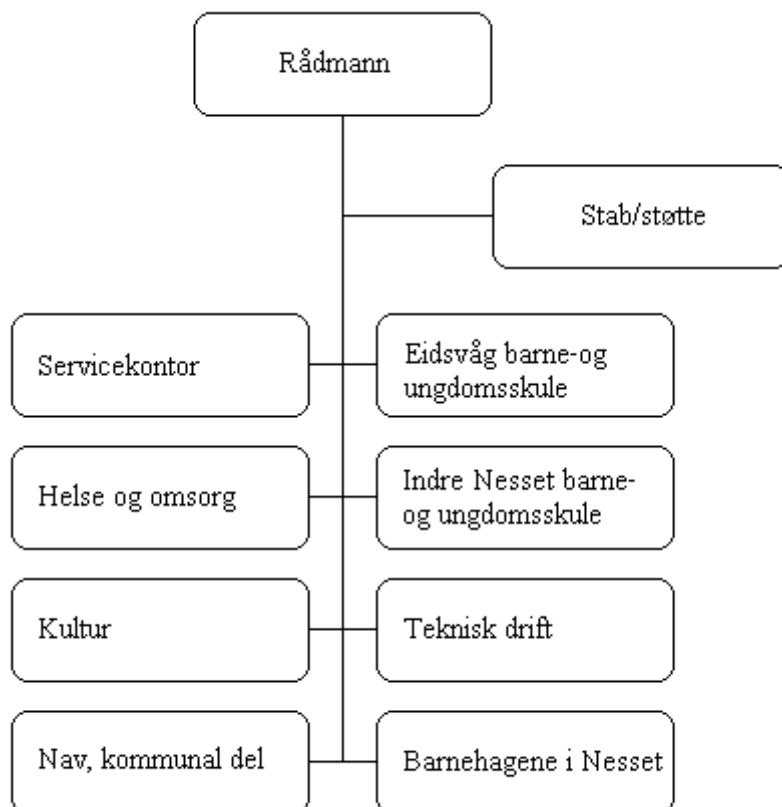 Rådmann
Stab/støtte
Servicekontor
Eidsvåg barne-og
ungdomsskule
Helse og omsorg
Indre Nesset barne-
og ungdomsskule
Kultur
Teknisk drift
Nav, kommunal del
Barnehagene i Nesset